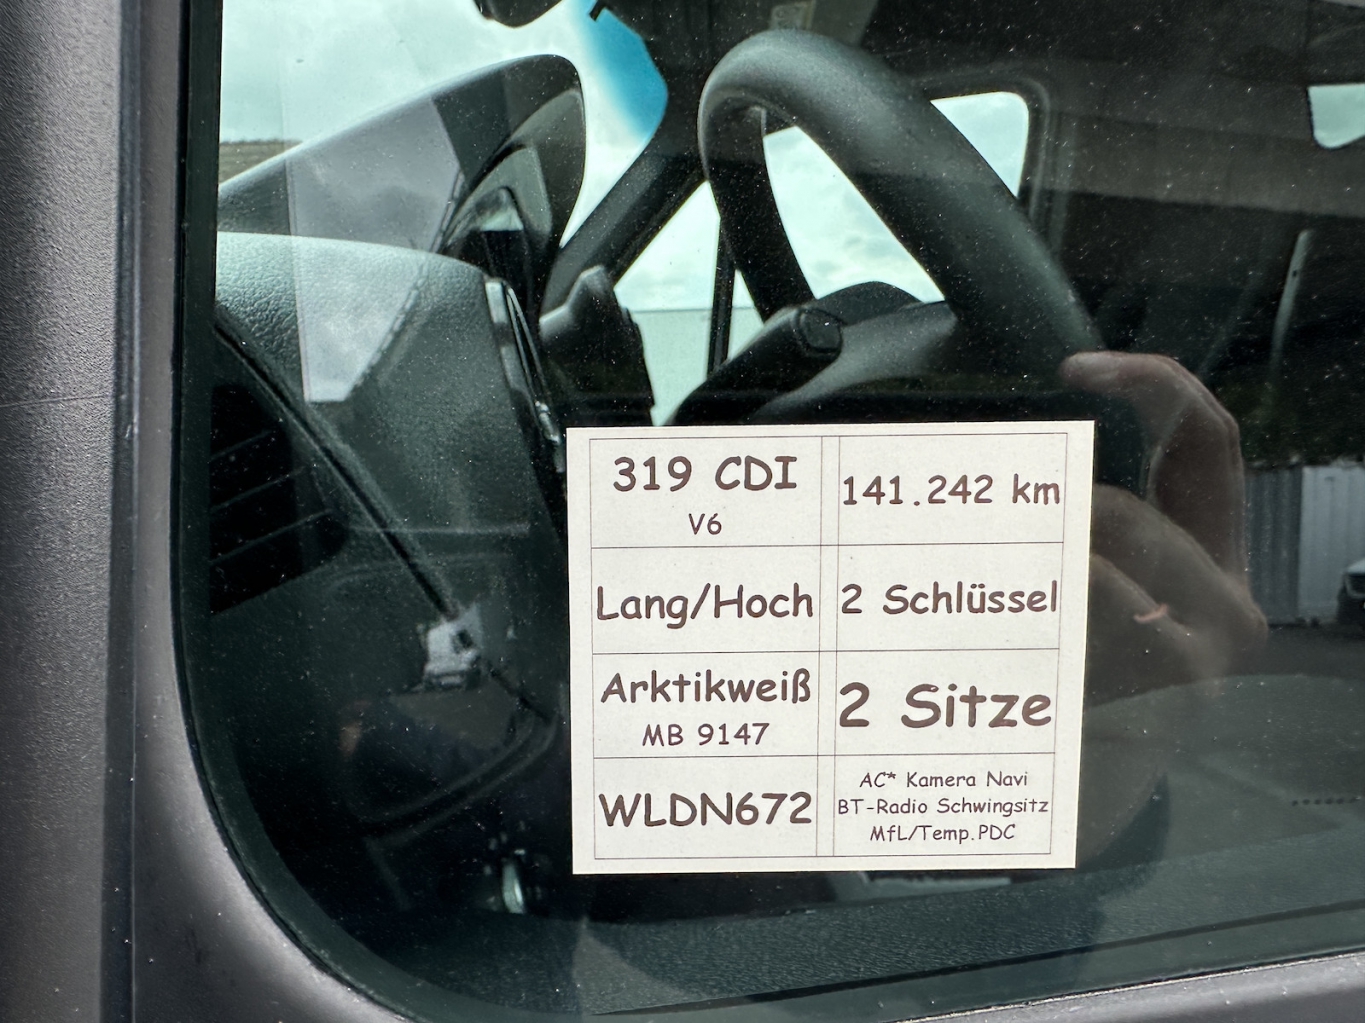 319 CDI
V6
141.242 km
Lang/Hoch
2 Schlüssel
Arktikweiß
MB 9147
2 Sitze
WLDN672
AC* Kamera Navi
BT-Radio Schwingsitz
MfL/Temp.PDC